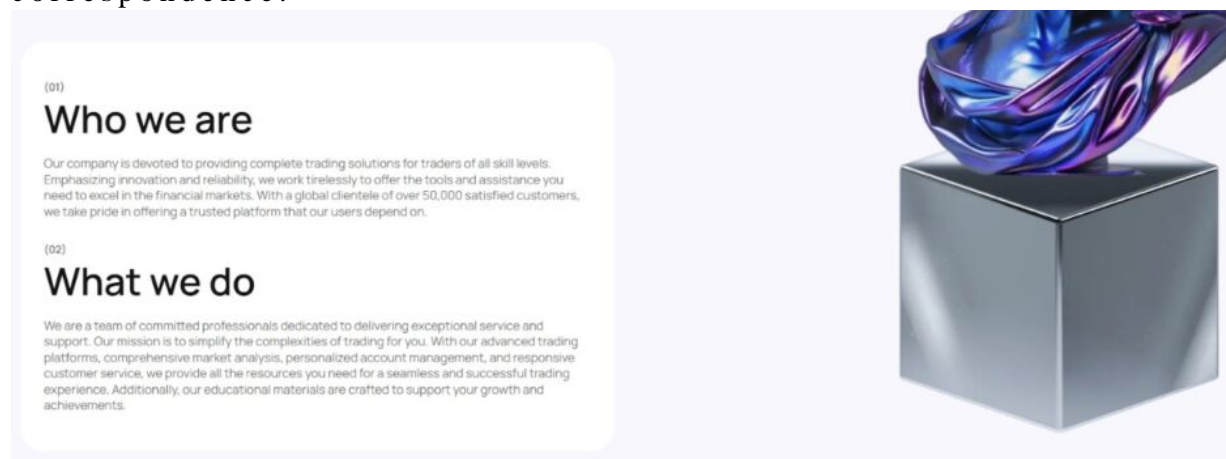 correspondence.
(01)
Who we are
Our company is devoted to providing complete trading solutions for traders of all skill levels.
Emphasizing innovation and reliability, we work tirelessly to offer the tools and assistance you
need to excel in the financial markets. With a global clientele of over 50,000 satisfied customers,
we take pride in offering a trusted platform that our users depend on.
(02)
What we do
We are a team of committed professionals dedicated to delivering exceptional service and
support. Our mission is to simplify the complexities of trading for you. With our advanced trading
platforms, comprehensive market analysis, personalized account management, and responsive
customer service, we provide all the resources you need for a seamless and successful trading
experience. Additionally, our educational materials are crafted to support your growth and
achievements.